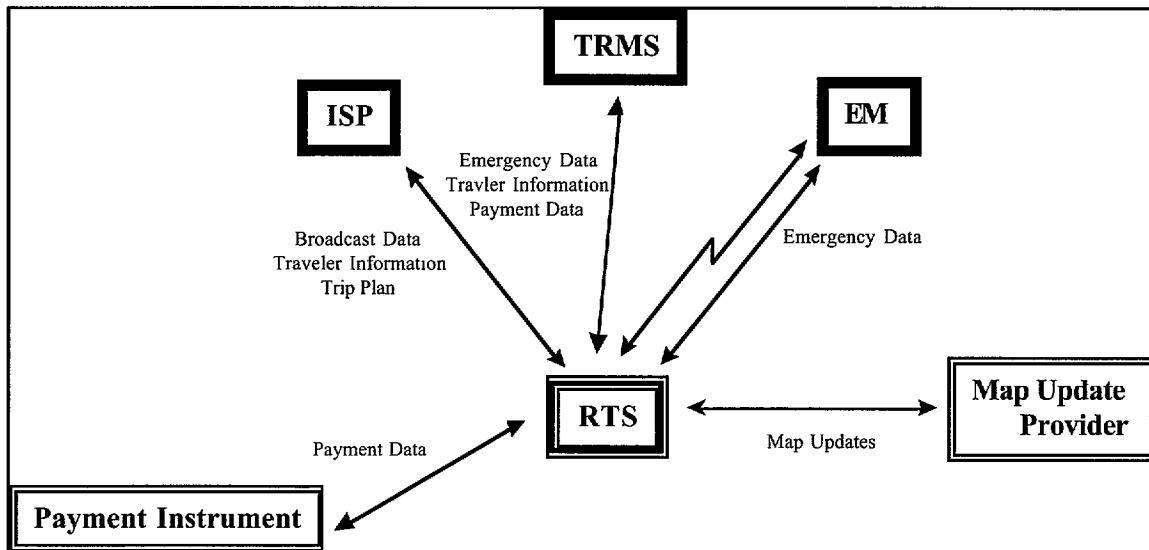 TRMS
ISP
EM
Emergency Data
Travler Information
Payment Data
Broadcast Data
Traveler Information
Trip Plan
Emergency Data
RTS
Map Update
Provider
Map Updates
Payment Data
Payment Instrument